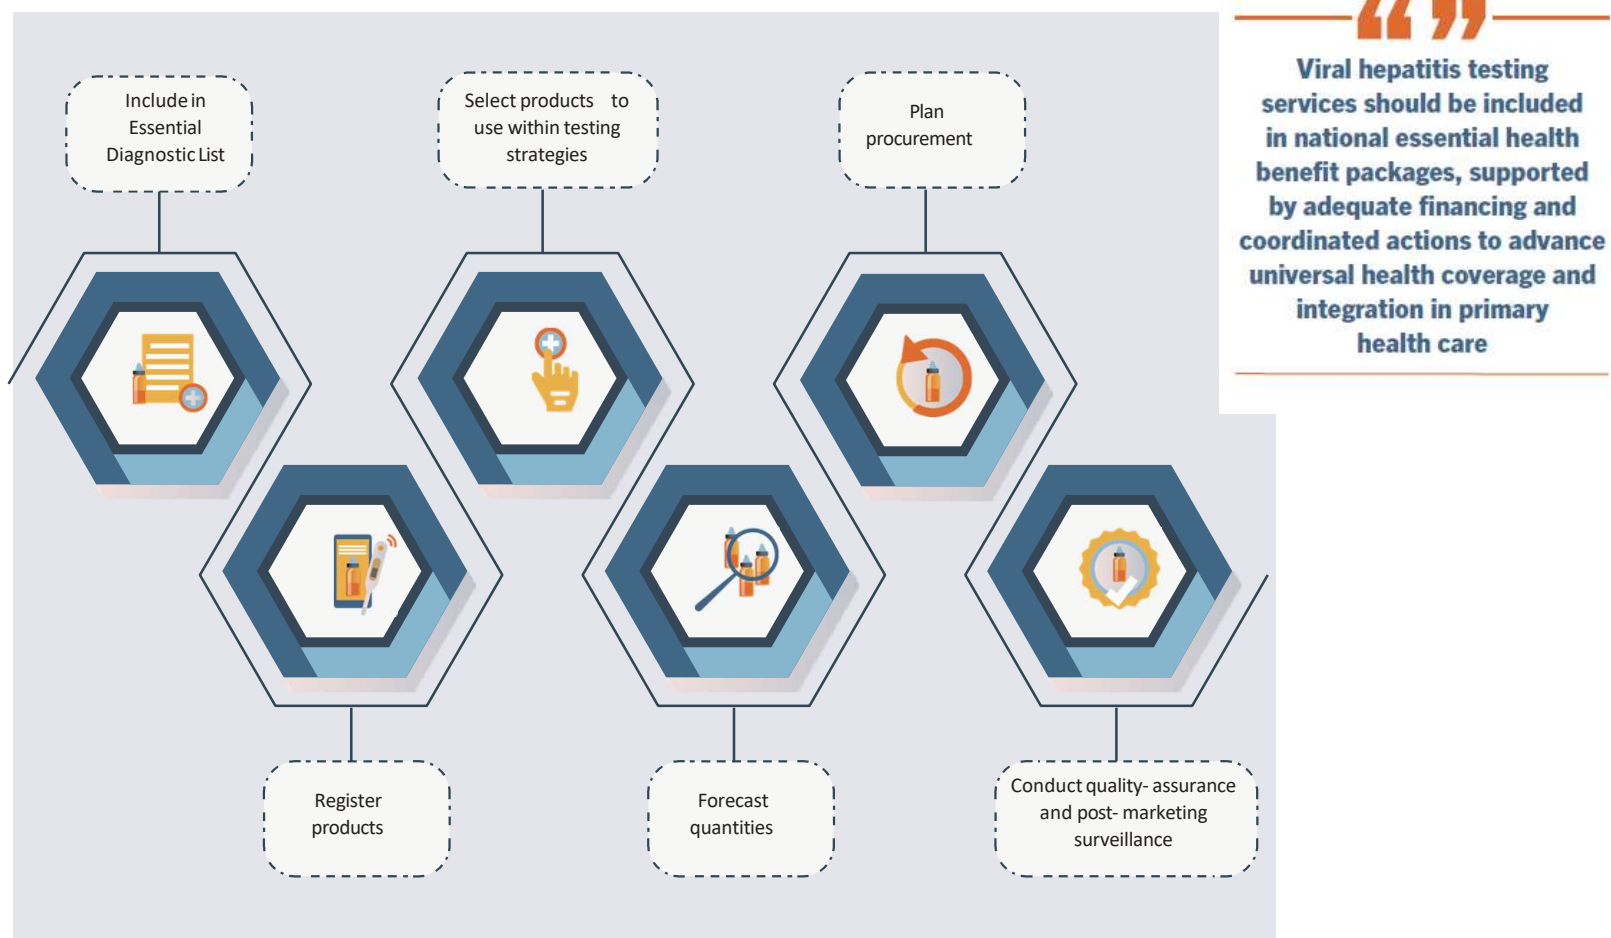 Include in
Essential
Diagnostic List
Register
products
Select products to
use within testing
strategies
Forecast
quantities
Plan
procurement
Conduct quality- assurance
and post- marketing
surveillance
“”
Viral hepatitis testing
services should be included
in national essential health
benefit packages, supported
by adequate financing and
coordinated actions to advance
universal health coverage and
integration in primary
health care